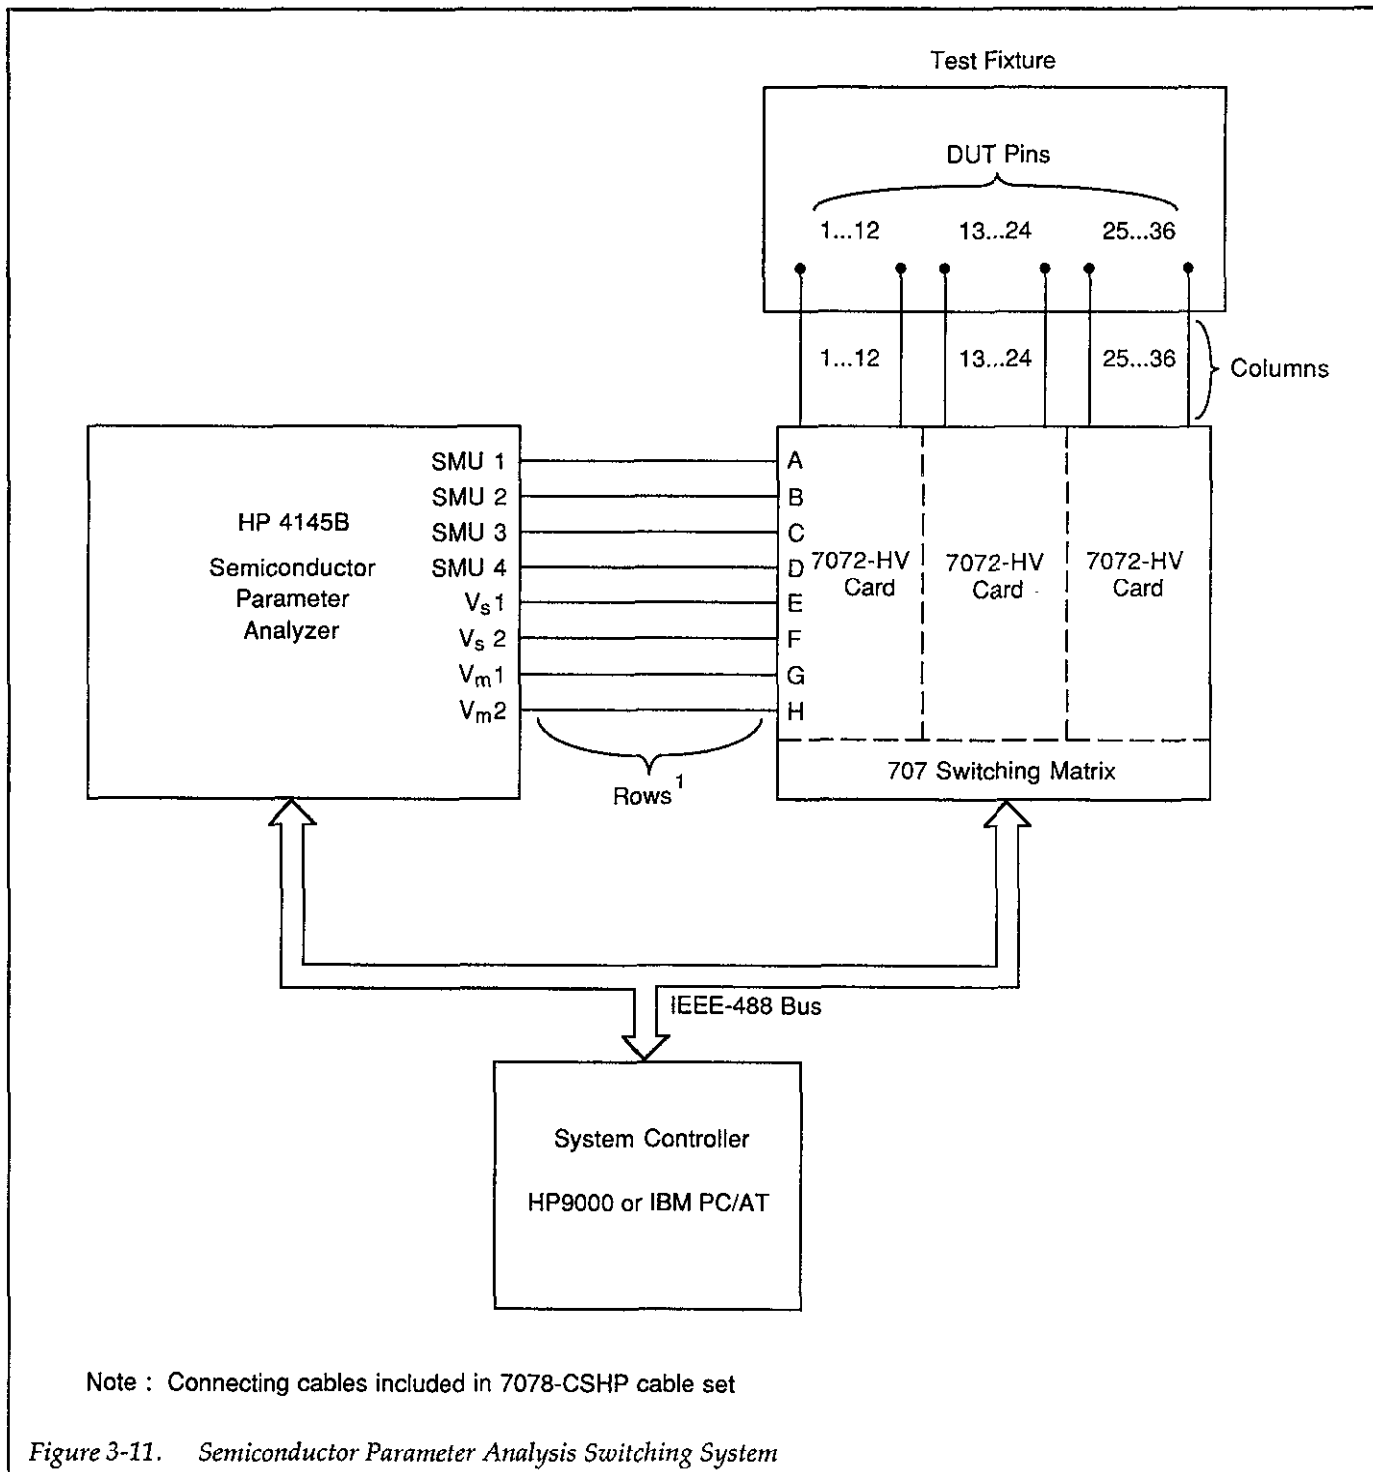 Test Fixture
DUT Pins
1...12 13...24 25...36
1...12 13...24 25...36
Columns
HP 4145B
Semiconductor
Parameter
Analyzer
SMU 1
SMU 2
SMU 3
SMU 4
Vs1
Vs 2
Vm1
Vm2
A
B
C
D
E
F
G
H
7072-HV
Card
7072-HV
Card
7072-HV
Card
707 Switching Matrix
Rows 1
IEEE-488 Bus
System Controller
HP9000 or IBM PC/AT
Note : Connecting cables included in 7078-CSHP cable set
Figure 3-11. Semiconductor Parameter Analysis Switching System